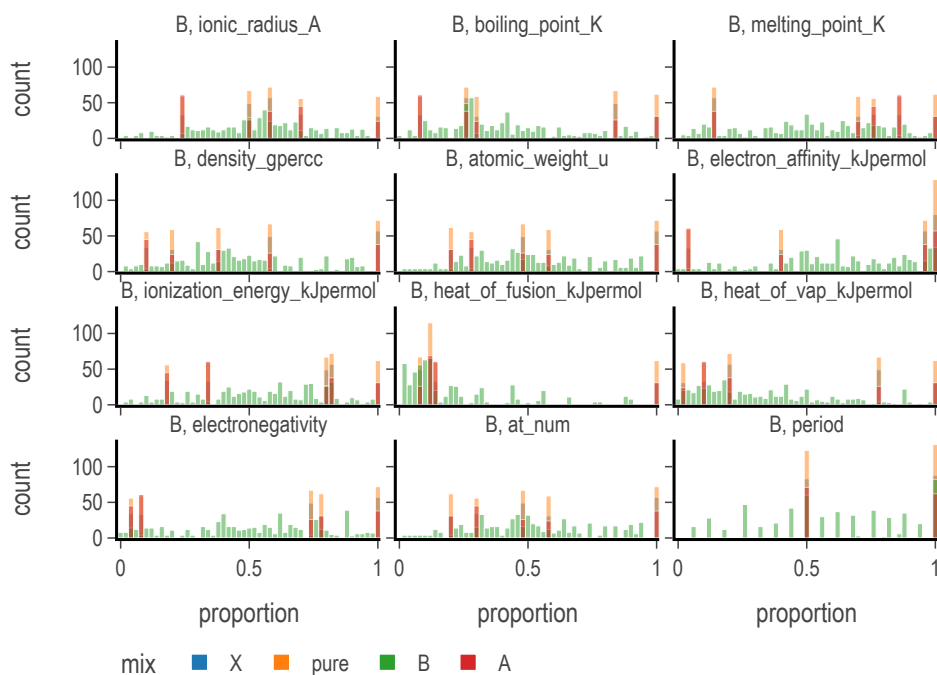 B, ionic_radius_A B, boiling_point_K B, melting_point_K
count
100
50
0
B, density_gpercc B, atomic_weight_u B, electron_affinity_kJpermol
count
100
50
0
B, ionization_energy_kJpermol B, heat_of_fusion_kJpermol B, heat_of_vap_kJpermol
count
100
50
0
B, electronegativity B, at_num B, period
count
100
50
0
0 0.5 1 0 0.5 1 0 0.5 1
proportion proportion proportion
mix X pure B A